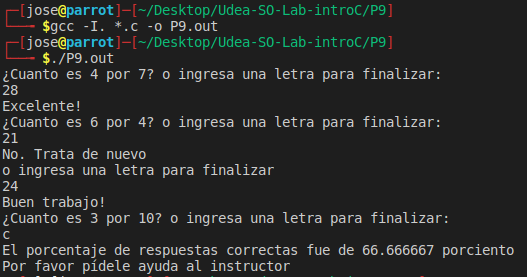 ┌─[jose@parrot]─[~/Desktop/Udea-SO-Lab-introC/P9]
└──╼ $gcc -I. *.c -o P9.out
┌─[jose@parrot]─[~/Desktop/Udea-SO-Lab-introC/P9]
└──╼ $./P9.out
¿Cuanto es 4 por 7? o ingresa una letra para finalizar:
28
Excelente!
¿Cuanto es 6 por 4? o ingresa una letra para finalizar:
21
No. Trata de nuevo
o ingresa una letra para finalizar
24
Buen trabajo!
¿Cuanto es 3 por 10? o ingresa una letra para finalizar:
c
El porcentaje de respuestas correctas fue de 66.666667 porciento
Por favor pídele ayuda al instructor